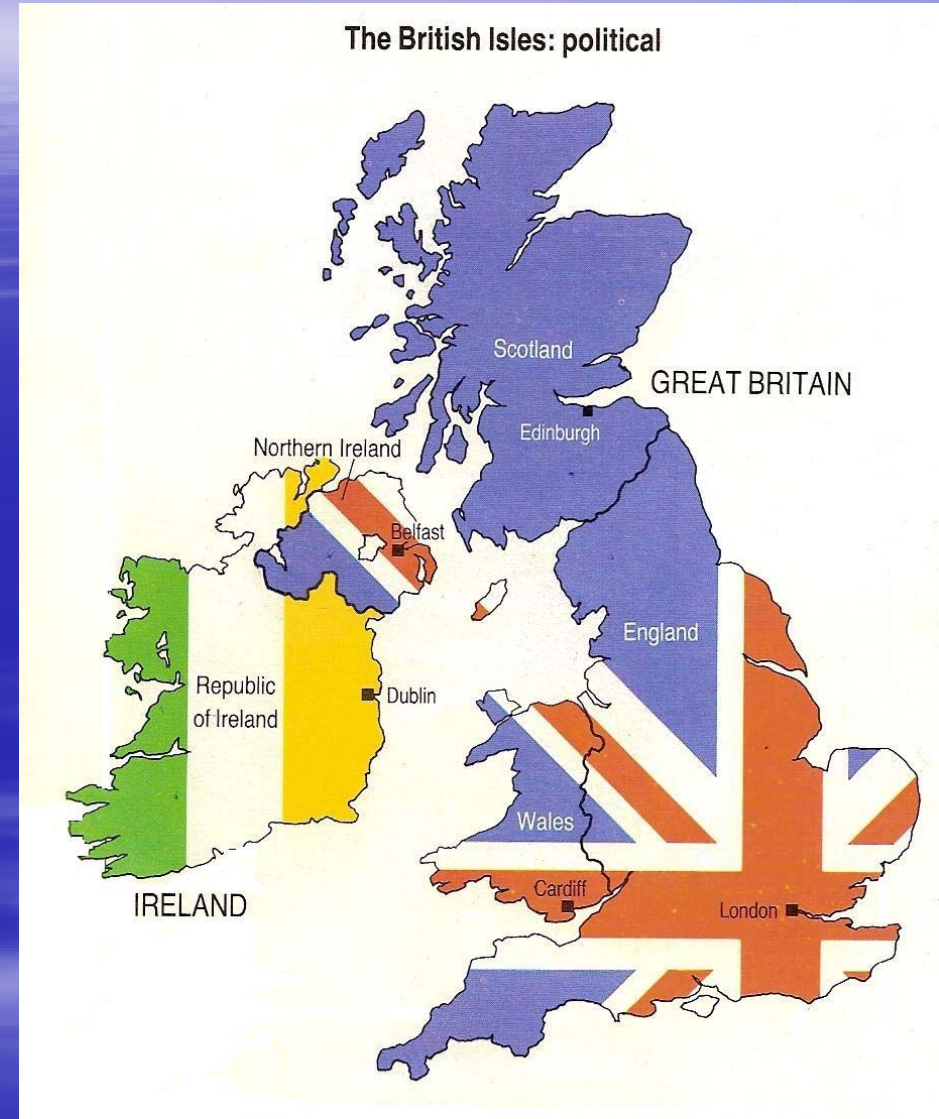 The British Isles: political
Scotland
GREAT BRITAIN
Edinburgh
Northern Ireland
Belfast
England
Republic
of Ireland
Dublin
Wales
Cardiff
IRELAND
London